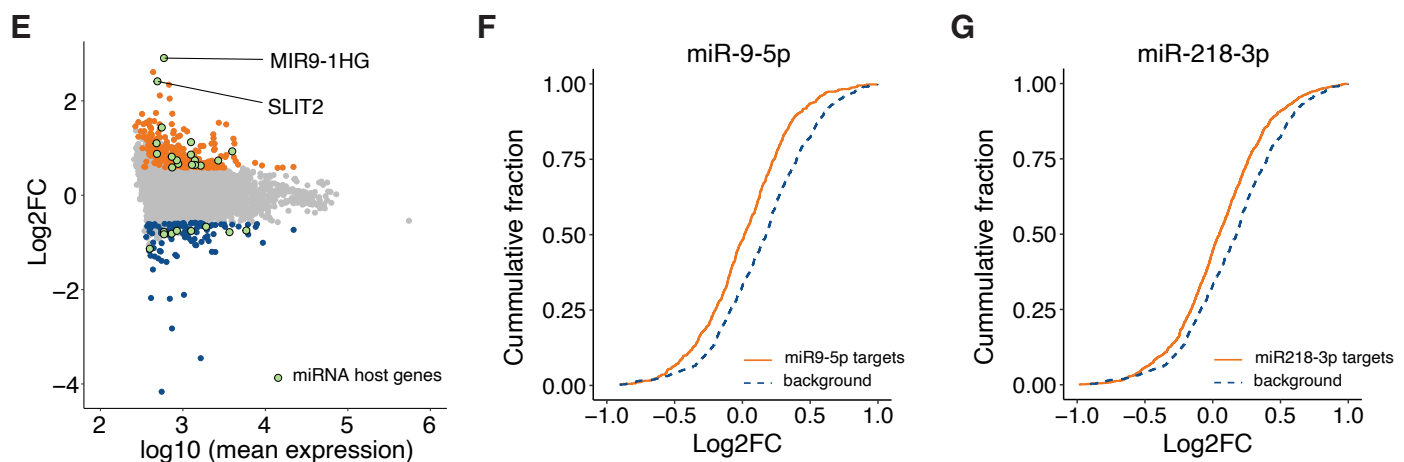 E
MIR9-1HG
SLIT2
2
0
−2
−4
Log2FC
miRNA host genes
2 3 4 5 6
log10 (mean expression)
F
miR-9-5p
1.00
0.75
0.50
0.25
0.00
Cummulative fraction
miR9-5p targets
background
−1.0 −0.5 0.0 0.5 1.0
Log2FC
G
miR-218-3p
1.00
0.75
0.50
0.25
0.00
Cummulative fraction
miR218-3p targets
background
−1.0 −0.5 0.0 0.5 1.0
Log2FC